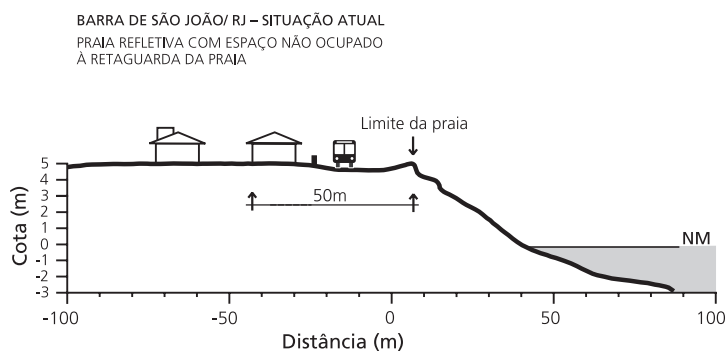 BARRA DE SÃO JOÃO/ RJ – SITUAÇÃO ATUAL
PRAIA REFLETIVA COM ESPAÇO NÃO OCUPADO
À RETAGUARDA DA PRAIA
Limite da praia
50m
NM
Cota (m)
5
4
3
2
1
0
-1
-2
-3
-100
-50
0
50
100
Distância (m)